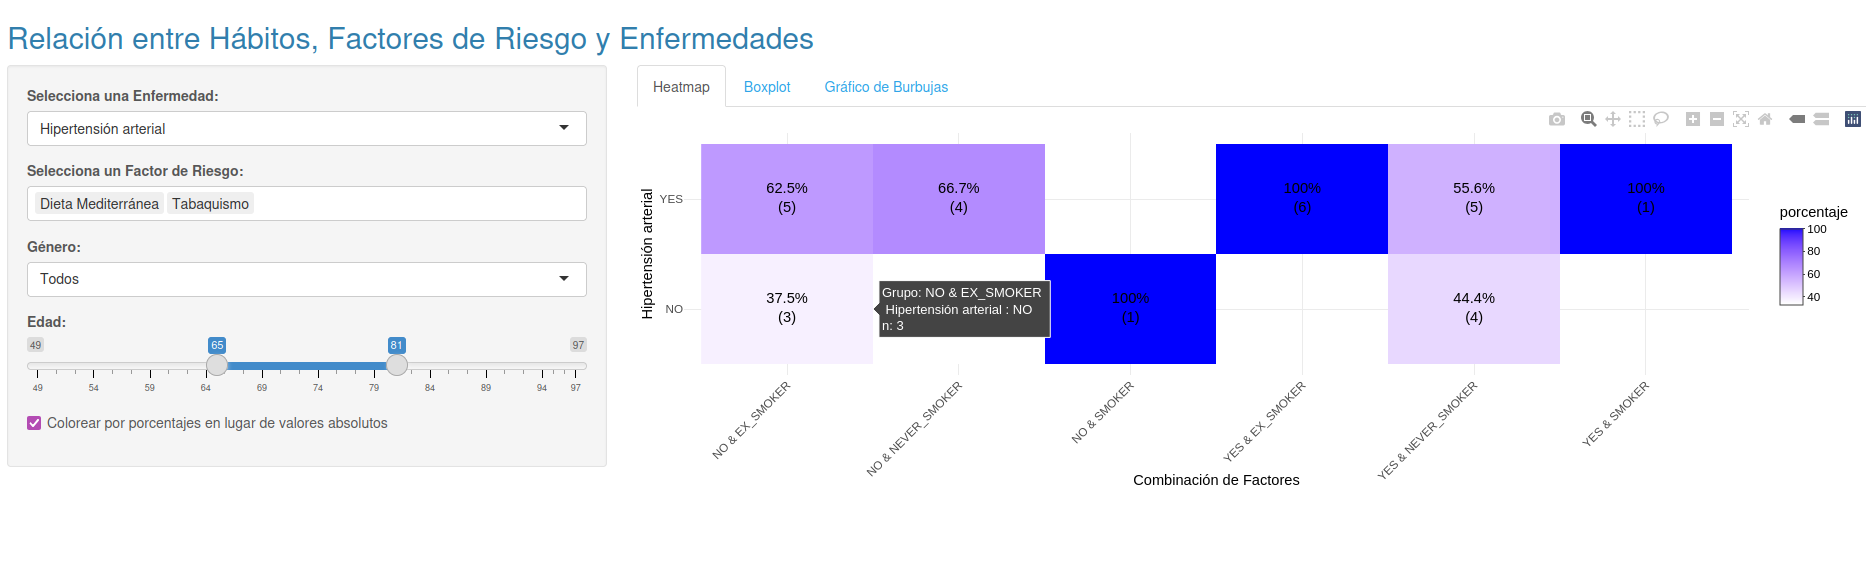 Relación entre Hábitos, Factores de Riesgo y Enfermedades
Selecciona una Enfermedad:
Hipertensión arterial
Selecciona un Factor de Riesgo:
Dieta Mediterránea Tabaquismo
Género:
Todos
Edad:
49 65 81 97
49 54 59 64 69 74 79 84 89 94 97
Colorear por porcentajes en lugar de valores absolutos
Heatmap Boxplot Gráfico de Burbujas
Hipertensión arterial
YES
NO
62.5%
(5)
66.7%
(4)
100%
(6)
55.6%
(5)
100%
(1)
37.5%
(3)
Grupo: NO & EX_SMOKER
Hipertensión arterial : NO
n: 3
100%
(1)
44.4%
(4)
NO & EX_SMOKER
NO & NEVER_SMOKER
NO & SMOKER
YES & EX_SMOKER
YES & NEVER_SMOKER
YES & SMOKER
Combinación de Factores
porcentaje
100
80
60
40